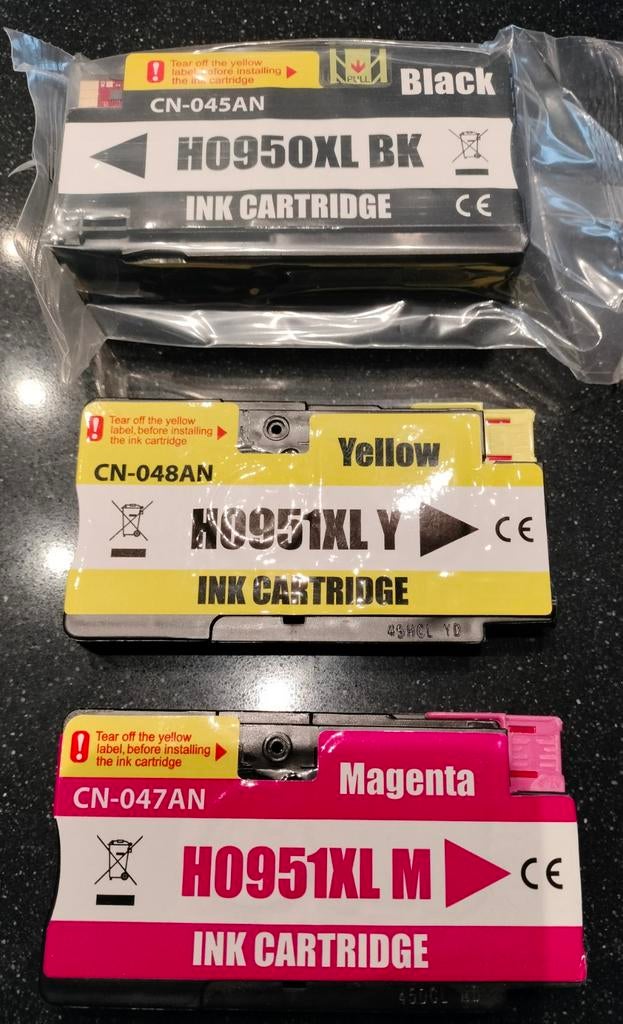 Tear off the yellow
label, before installing
the ink cartridge
PULL
Black
CN-045AN
H0950XL BK
INK CARTRIDGE
CE
Tear off the yellow
label, before installing
the ink cartridge
Yellow
CN-048AN
H0951XL Y
CE
INK CARTRIDGE
Tear off the yellow
label, before installing
the ink cartridge
Magenta
CN-047AN
H0951XL M
CE
INK CARTRIDGE